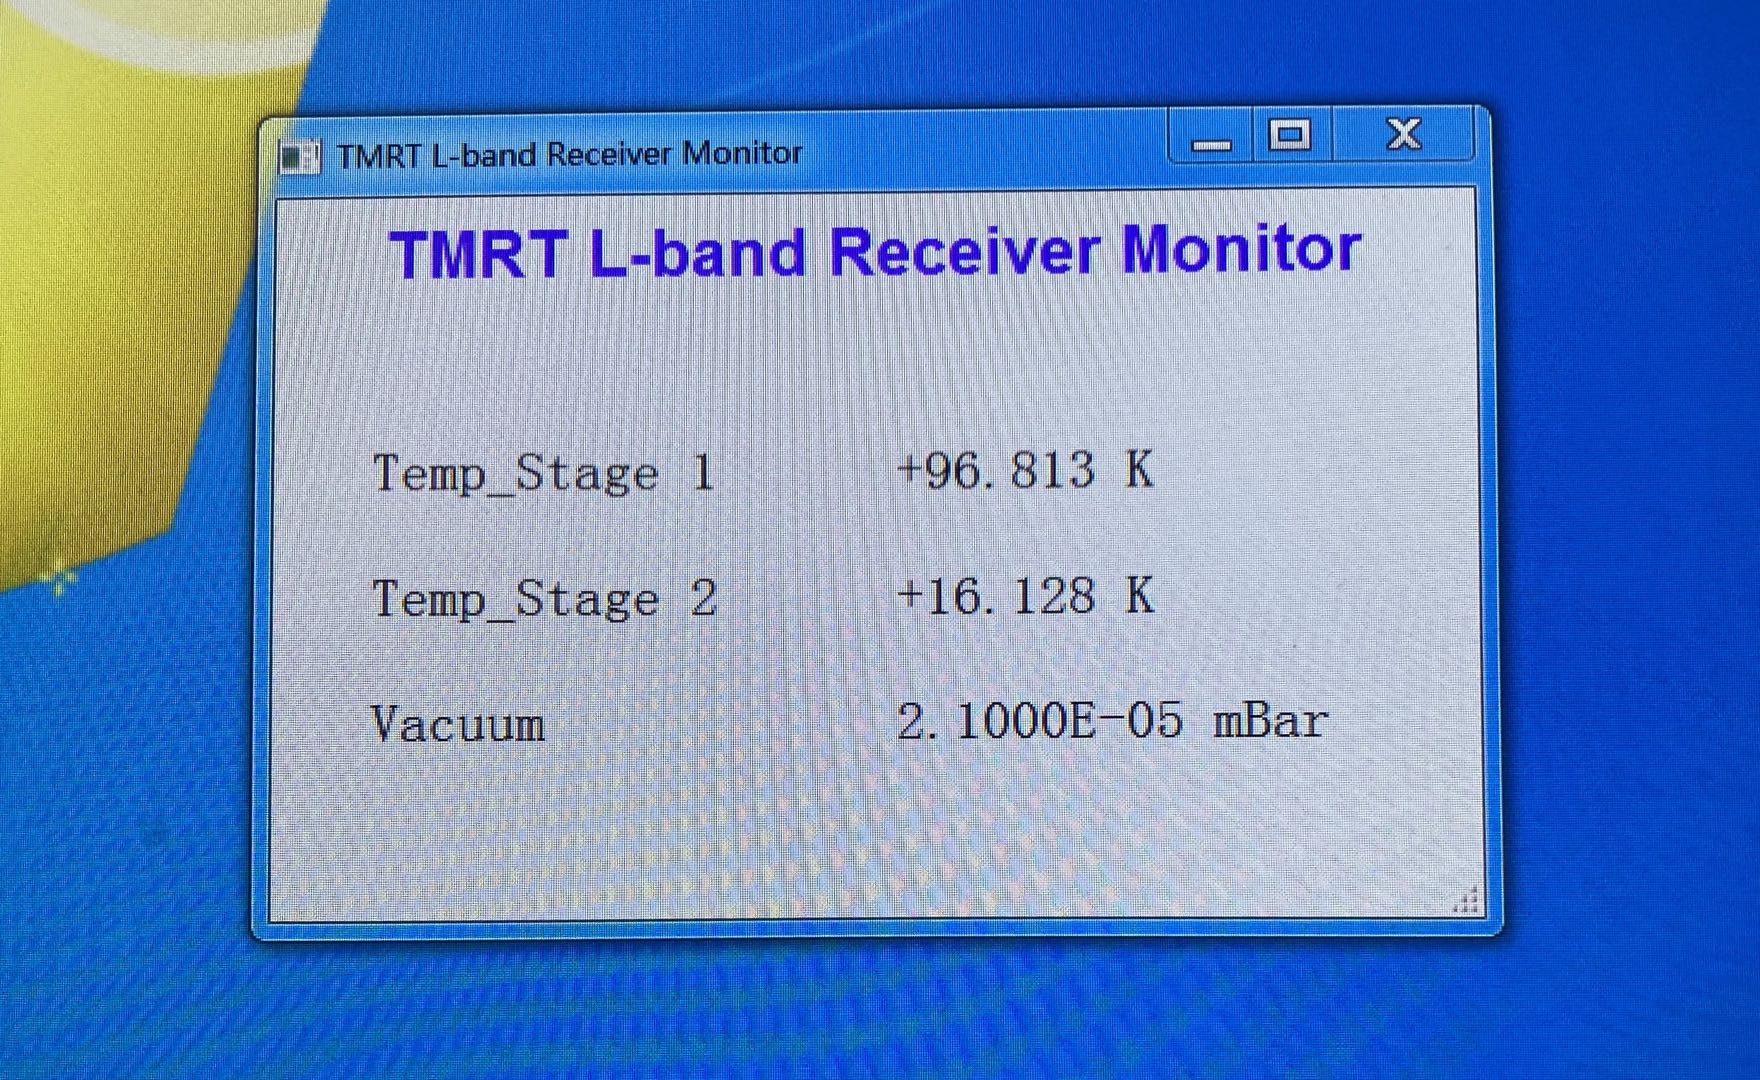 TMRT L-band Receiver Monitor
TMRT L-band Receiver Monitor
Temp_Stage 1 +96.813 K
Temp_Stage 2 +16.128 K
Vacuum 2.1000E-05 mBar